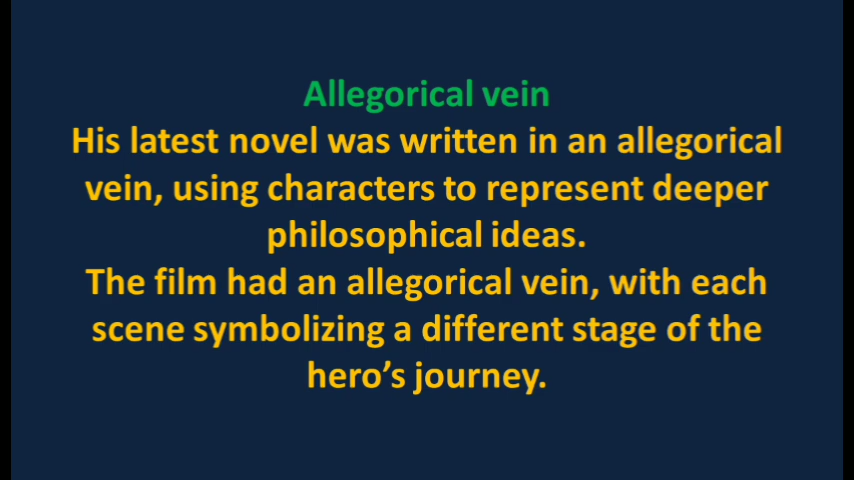 Allegorical vein
His latest novel was written in an allegorical
vein, using characters to represent deeper
philosophical ideas.
The film had an allegorical vein, with each
scene symbolizing a different stage of the
hero’s journey.